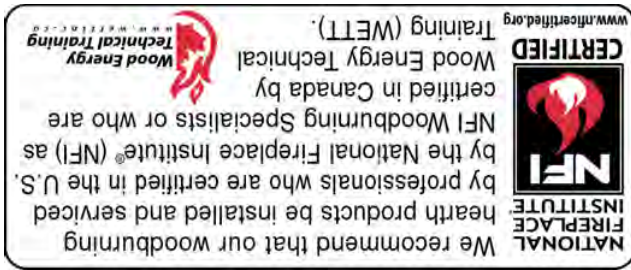 NATIONAL
FIREPLACE
INSTITUTE®
NFI
CERTIFIED
www.nficertified.org
We recommend that our woodburning
hearth products be installed and serviced
by professionals who are certified in the U.S.
by the National Fireplace Institute® (NFI) as
NFI Woodburning Specialists or who are
certified in Canada by
Wood Energy Technical
Training (WETT).
Wood Energy
Technical Training
www.wettinc.ca